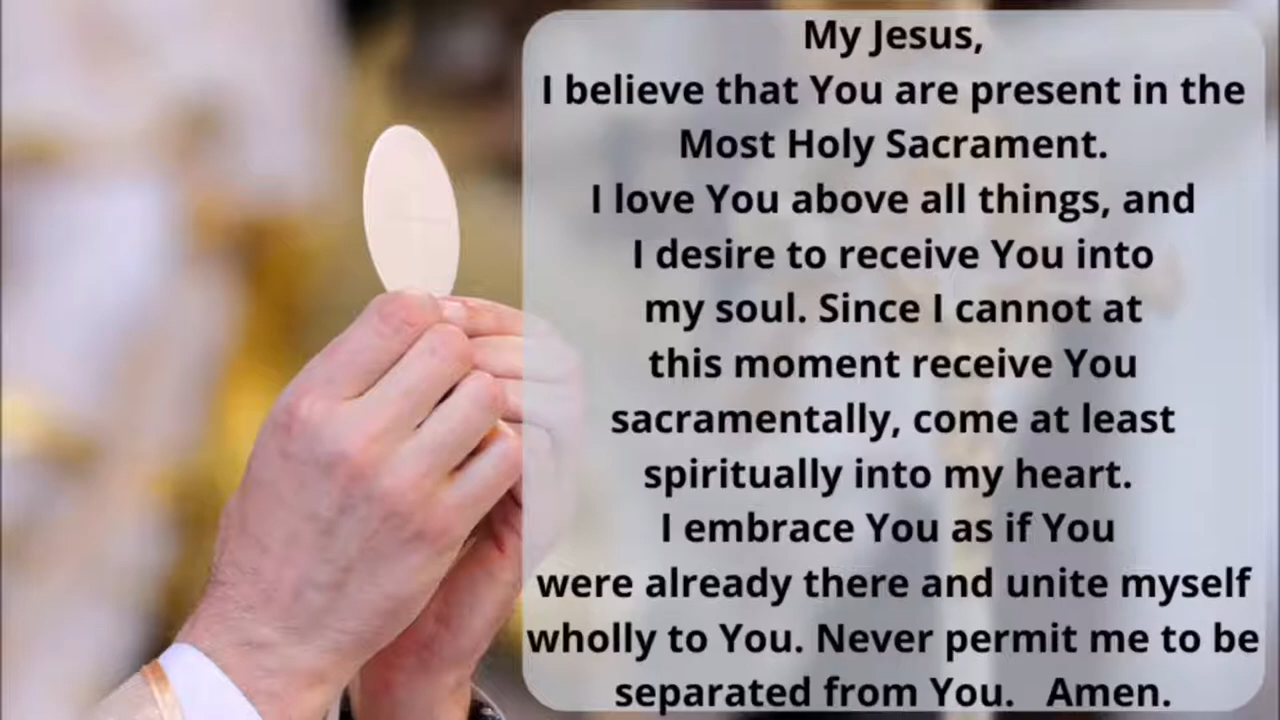 My Jesus,
I believe that You are present in the
Most Holy Sacrament.
I love You above all things, and
I desire to receive You into
my soul. Since I cannot at
this moment receive You
sacramentally, come at least
spiritually into my heart.
I embrace You as if You
were already there and unite myself
wholly to You. Never permit me to be
separated from You. Amen.